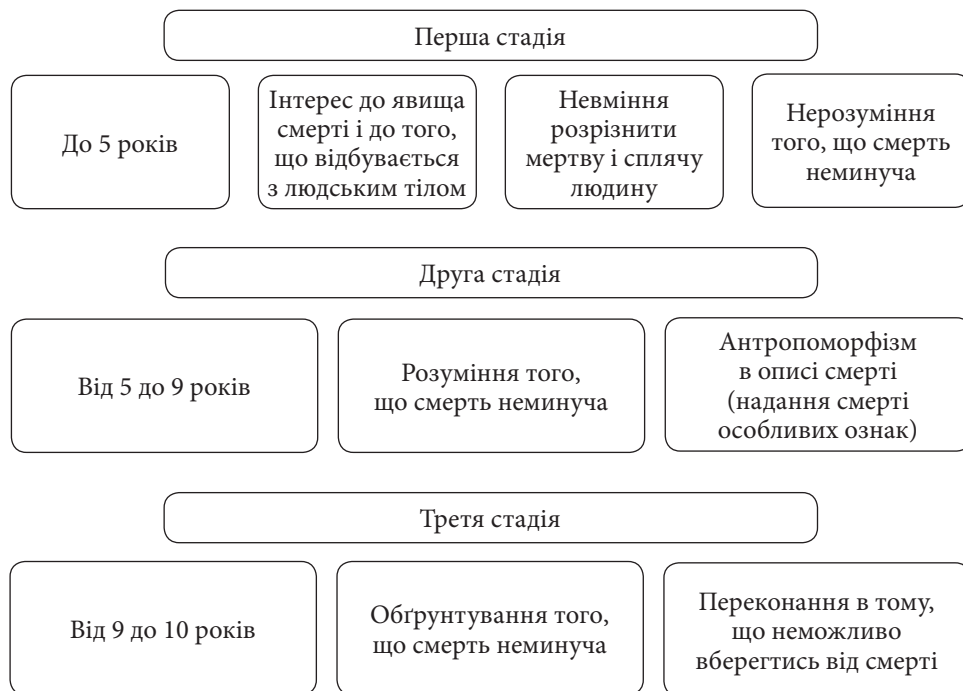 Перша стадія
До 5 років
Інтерес до явища
смерті і до того,
що відбувається
з людським тілом
Невміння
розрізнити
мертву і сплячу
людину
Нерозуміння
того, що смерть
неминуча
Друга стадія
Від 5 до 9 років
Розуміння того,
що смерть неминуча
Антропоморфізм
в описі смерті
(надання смерті
особливих ознак)
Третя стадія
Від 9 до 10 років
Обґрунтування того,
що смерть неминуча
Переконання в тому,
що неможливо
вберегтись від смерті